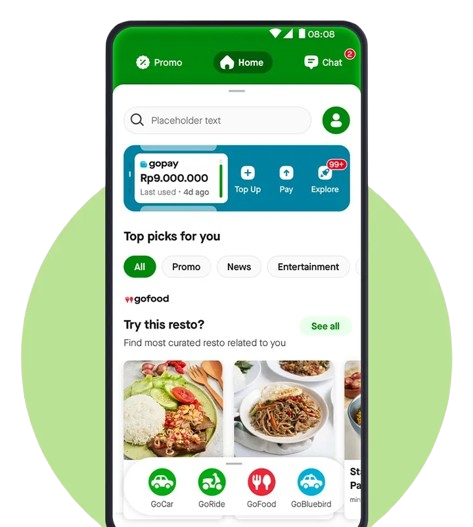 08:08
Promo Home Chat 2
Placeholder text
gopay
Rp9.000.000
Last used • 4d ago
Top Up Pay Explore 99+
Top picks for you
All Promo News Entertainment
gofood
Try this resto? See all
Find most curated resto related to you
GoCar GoRide GoFood GoBluebird